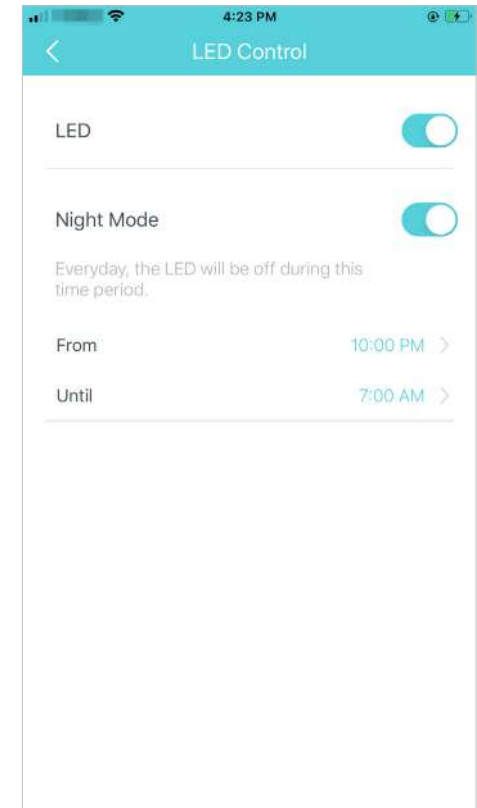 4:23 PM
LED Control
LED
Night Mode
Everyday, the LED will be off during this
time period.
From 10:00 PM
Until 7:00 AM